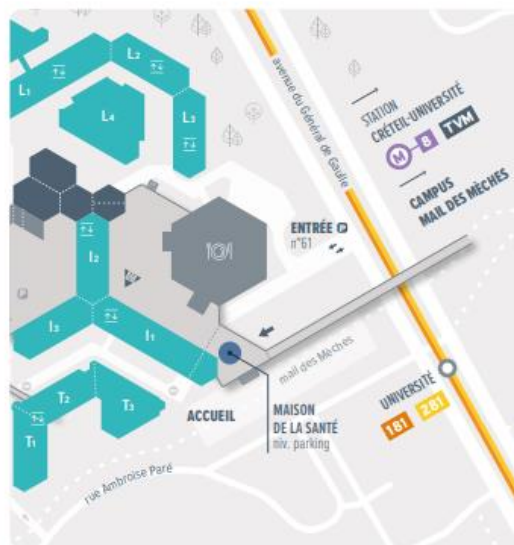 L1
L2
L3
L4
avenue du Général de Gaulle
STATION
CRÉTEIL-UNIVERSITÉ
M 8 TVM
CAMPUS
MAIL DES MÈCHES
ENTRÉE P
n°61
I2
I3
I1
mail des Mèches
UNIVERSITÉ
181 281
T2
T3
T1
ACCUEIL
MAISON
DE LA SANTÉ
niv. parking
rue Ambroise Paré